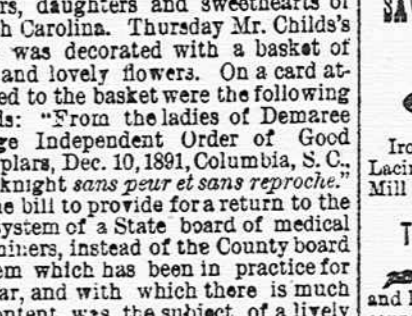 rs, daughters and sweethearts of
h Carolina. Thursday Mr. Childs's
was decorated with a basket of
and lovely flowers. On a card at-
ed to the basket were the following
ds: "From the ladies of Demaree
ge Independent Order of Good
plars, Dec. 10, 1891, Columbia, S. C.,
knight sans peur et sans reproche."
he bill to provide for a return to the
ystem of a State board of medical
miners, instead of the County board
em which has been in practice for
ar, and with which there is much
ontent, was the subject of a lively
SAW
Iro
Lacin
Mill
T
and